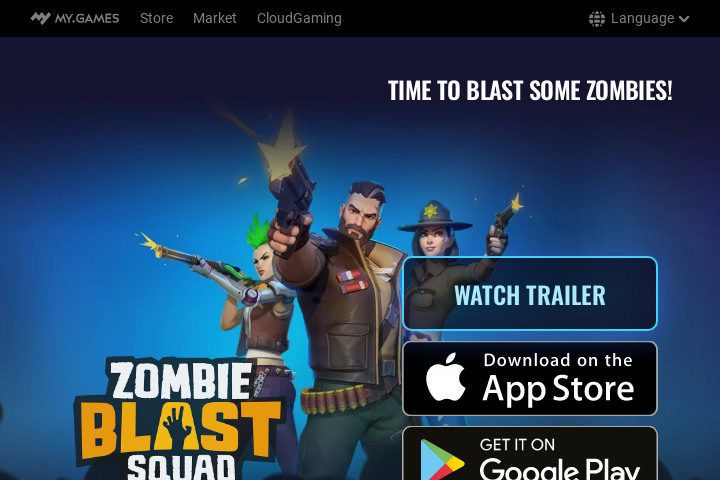 MY.GAMES Store Market CloudGaming Language
TIME TO BLAST SOME ZOMBIES!
WATCH TRAILER
Download on the
App Store
GET IT ON
Google Play
ZOMBIE
BLAST
SQUAD